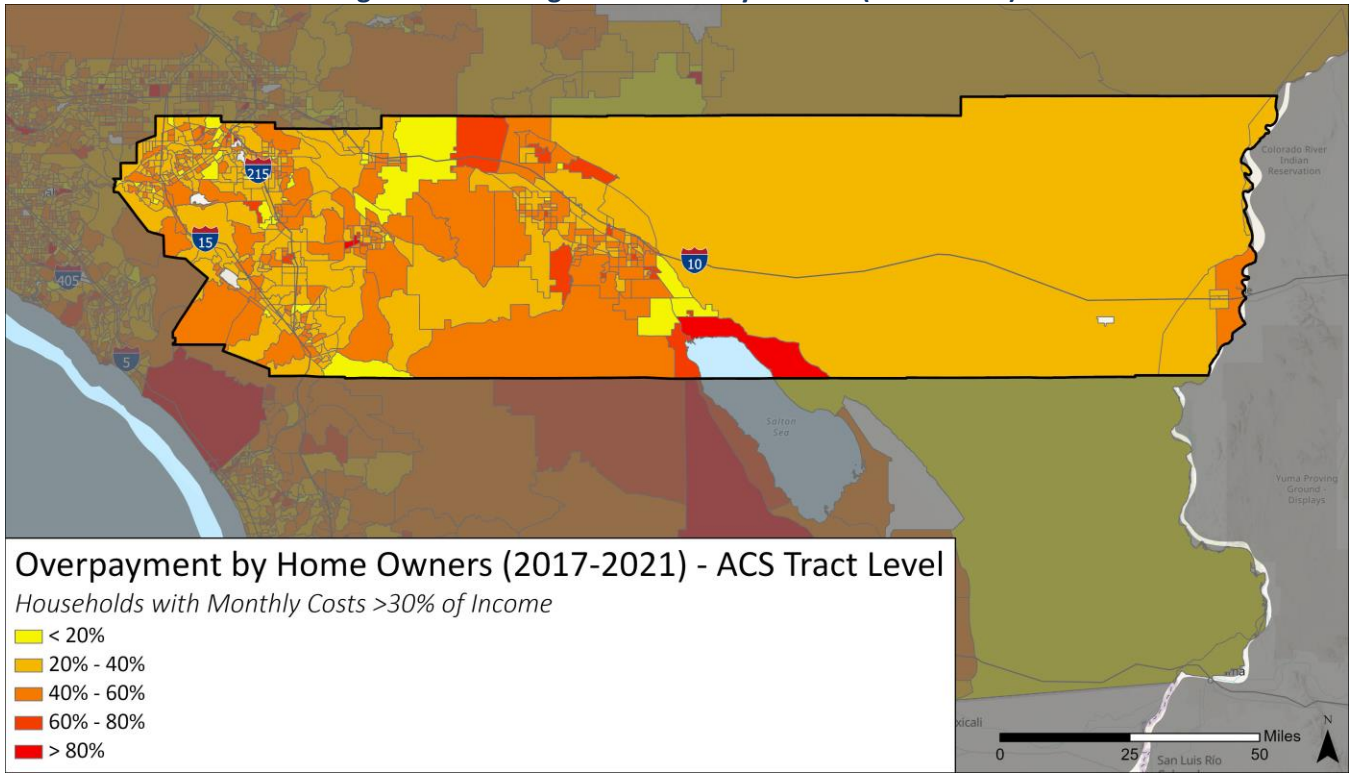 215
Colorado River
Indian
Reservation
15
10
405
5
Salton
Sea
Yuma Proving
Ground -
Displays
Overpayment by Home Owners (2017-2021) - ACS Tract Level
Households with Monthly Costs >30% of Income
< 20%
20% - 40%
40% - 60%
60% - 80%
> 80%
xicali
Miles
N
0
25
50
San Luis Río